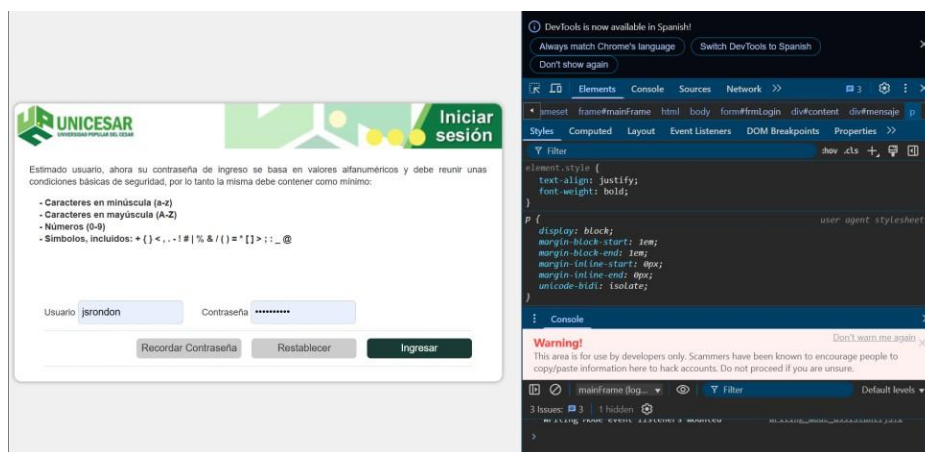 UNICESAR
UNIVERSIDAD POPULAR DEL CESAR
Iniciar
sesión
Estimado usuario, ahora su contraseña de ingreso se basa en valores alfanuméricos y debe reunir unas
condiciones básicas de seguridad, por lo tanto la misma debe contener como mínimo:
- Caracteres en minúscula (a-z)
- Caracteres en mayúscula (A-Z)
- Números (0-9)
- Símbolos, incluidos: + { } < , . - ! # | % & / ( ) = * [ ] > ; : _ @
Usuario jsrondon Contraseña ••••••••••
Recordar Contraseña Restablecer Ingresar
DevTools is now available in Spanish!
Always match Chrome's language Switch DevTools to Spanish
Don't show again
Elements Console Sources Network >> 3
ameset frame#mainFrame html body form#frmLogin div#content div#mensaje p
Styles Computed Layout Event Listeners DOM Breakpoints Properties >>
Filter :hov .cls +
element.style {
text-align: justify;
font-weight: bold;
}
p { user agent stylesheet
display: block;
margin-block-start: 1em;
margin-block-end: 1em;
margin-inline-start: 0px;
margin-inline-end: 0px;
unicode-bidi: isolate;
}
Console
Warning! Don't warn me again
This area is for use by developers only. Scammers have been known to encourage people to
copy/paste information here to hack accounts. Do not proceed if you are unsure.
mainFrame (log... Filter Default levels
3 Issues: 3 1 hidden